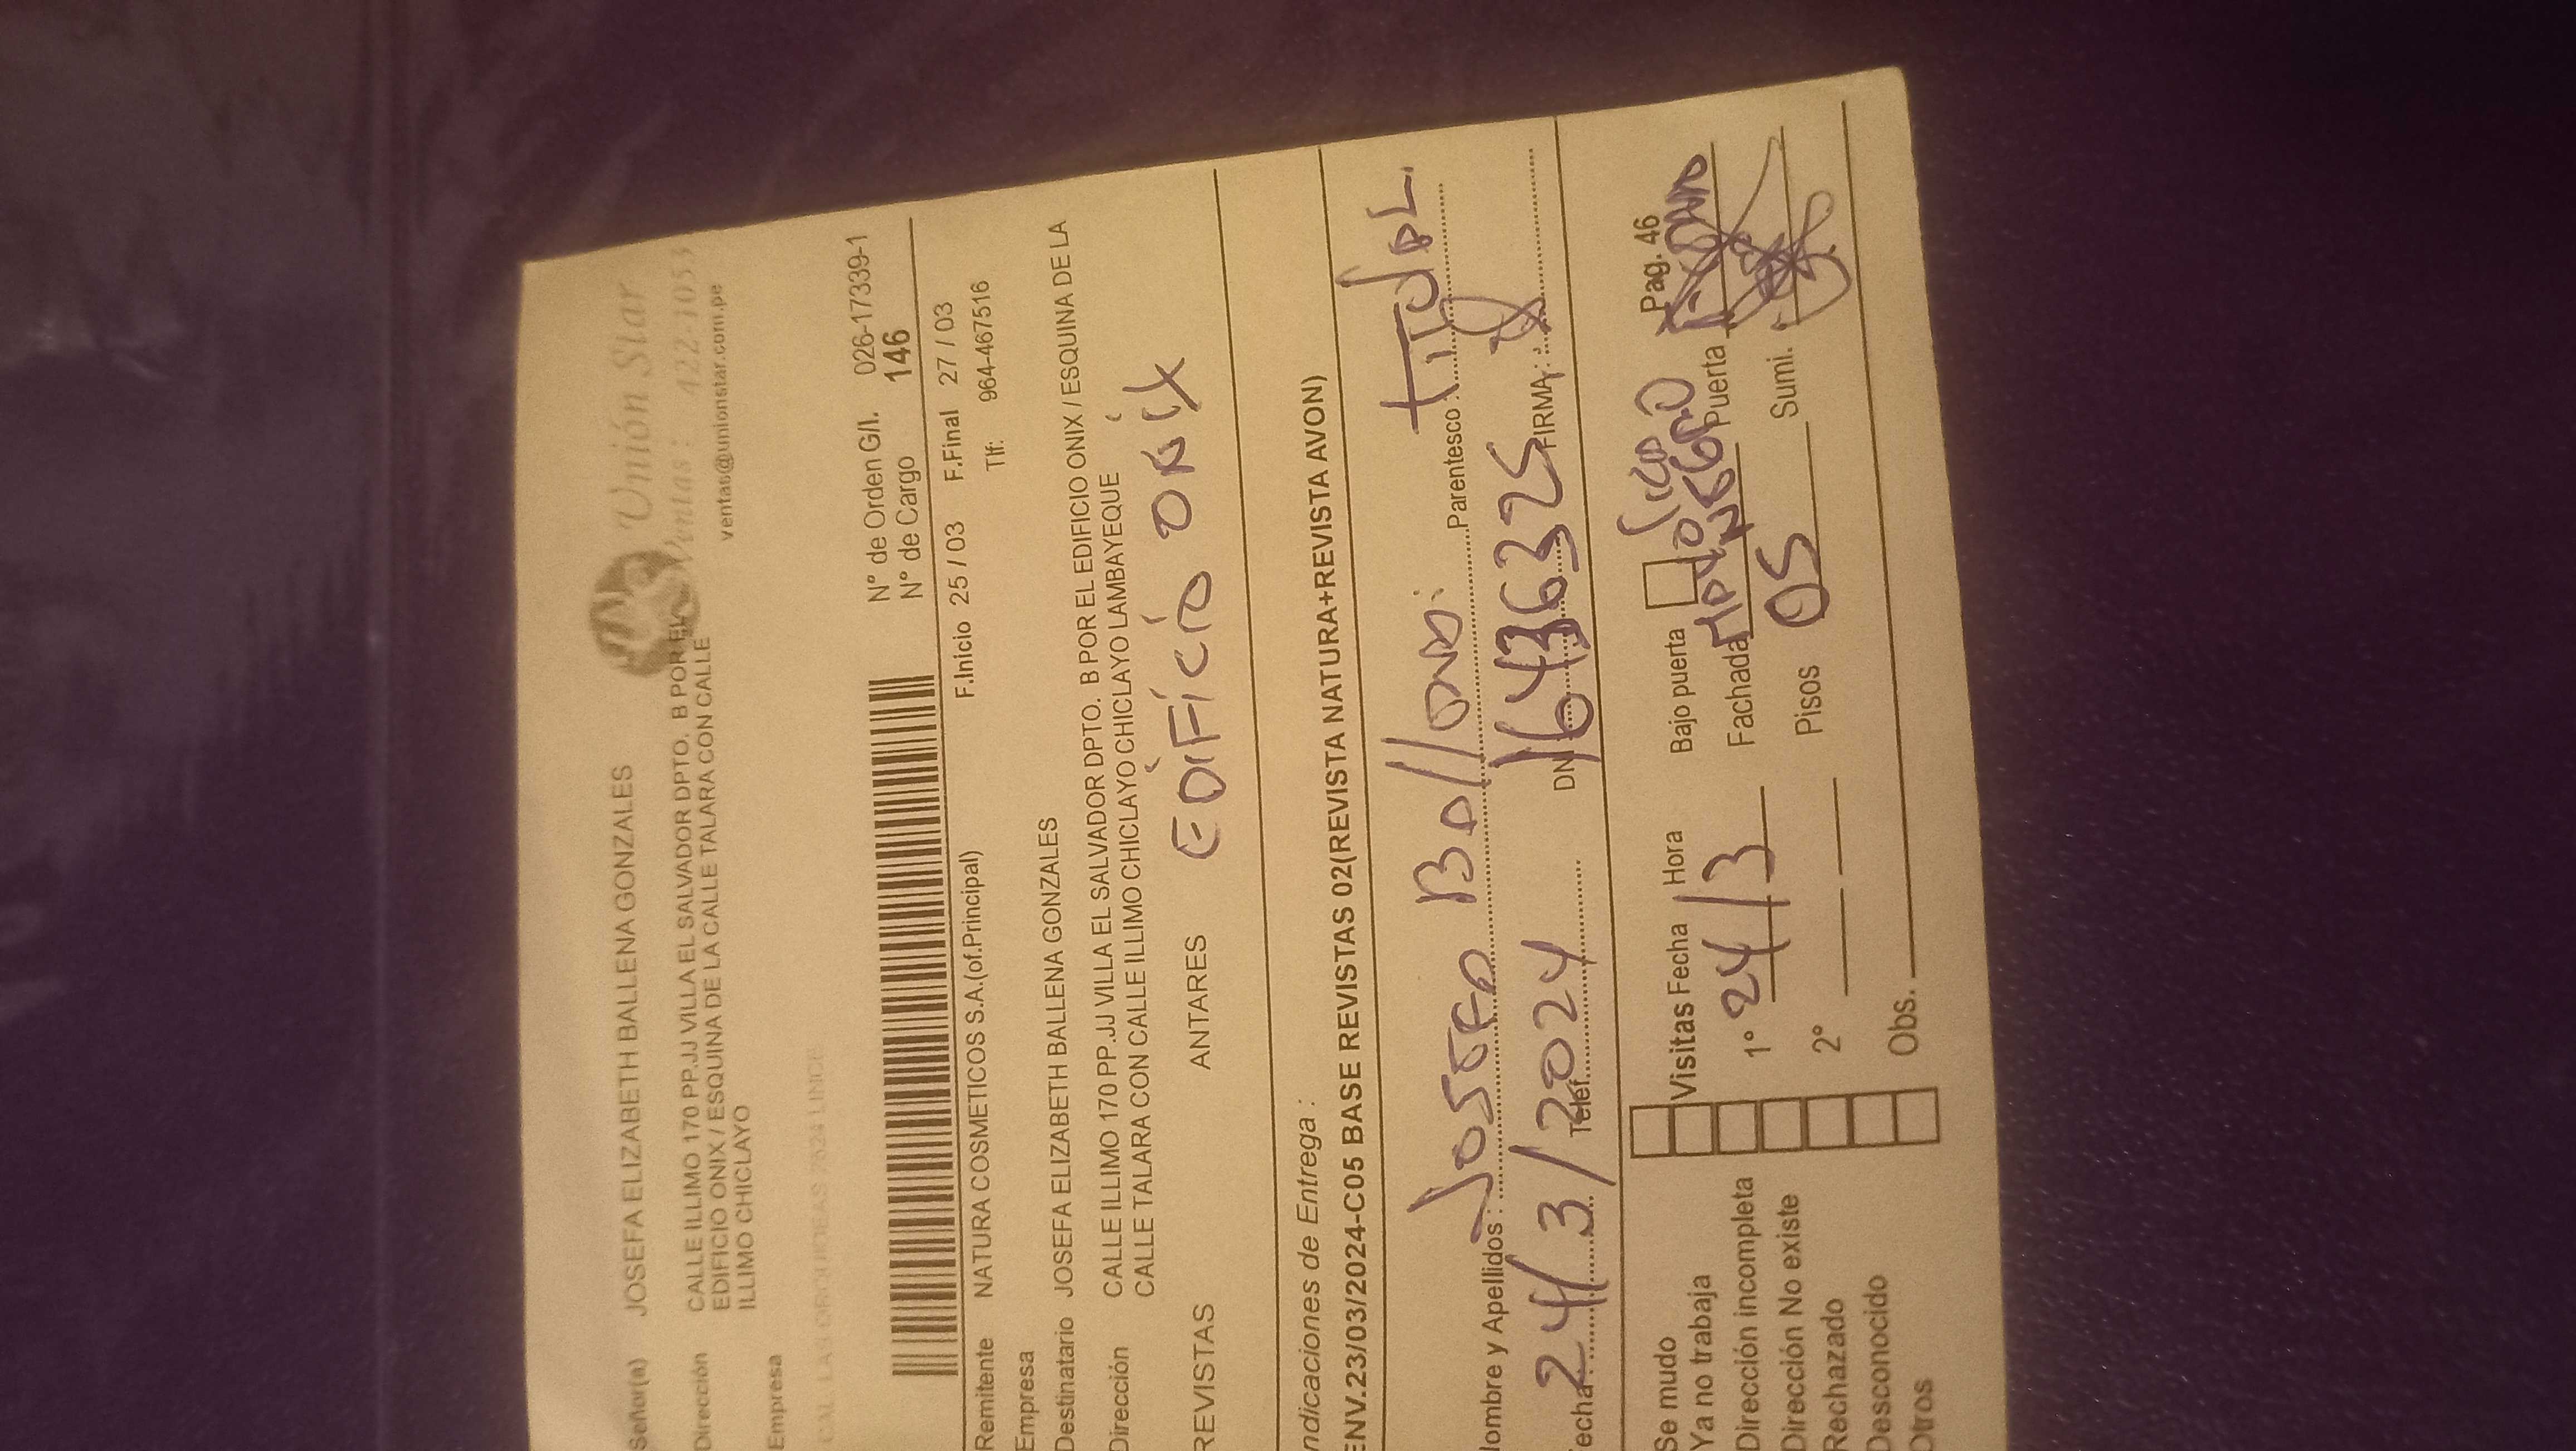 Señor(a) JOSEFA ELIZABETH BALLENA GONZALES
Unión Star
Ventas: 422-1053
ventas@unionstar.com.pe
Dirección CALLE ILLIMO 170 PP.JJ VILLA EL SALVADOR DPTO. B POR EL
EDIFICIO ONIX / ESQUINA DE LA CALLE TALARA CON CALLE
ILLIMO CHICLAYO
Empresa
N° de Orden G/I. 026-17339-1
N° de Cargo 146
F.Inicio 25 / 03 F.Final 27 / 03
Remitente NATURA COSMETICOS S.A.(of.Principal) Tlf: 964-467516
Empresa
Destinatario JOSEFA ELIZABETH BALLENA GONZALES
Dirección CALLE ILLIMO 170 PP.JJ VILLA EL SALVADOR DPTO. B POR EL EDIFICIO ONIX / ESQUINA DE LA
CALLE TALARA CON CALLE ILLIMO CHICLAYO CHICLAYO CHICLAYO LAMBAYEQUE
REVISTAS ANTARES EDIFICIO ONIX
ndicaciones de Entrega :
ENV.23/03/2024-C05 BASE REVISTAS 02(REVISTA NATURA+REVISTA AVON)
ombre y Apellidos : JOSEFA Parentesco :
echa : 24/3/2024 Telef. DNI 16436325 FIRMA :
Se mudo
Ya no trabaja
Dirección incompleta
Dirección No existe
Rechazado
Desconocido
Otros
Visitas Fecha Hora Bajo puerta Pag. 46
1° 24/3 Fachada Puerta NEGRO
2° Pisos 05 Sumi.
Obs.